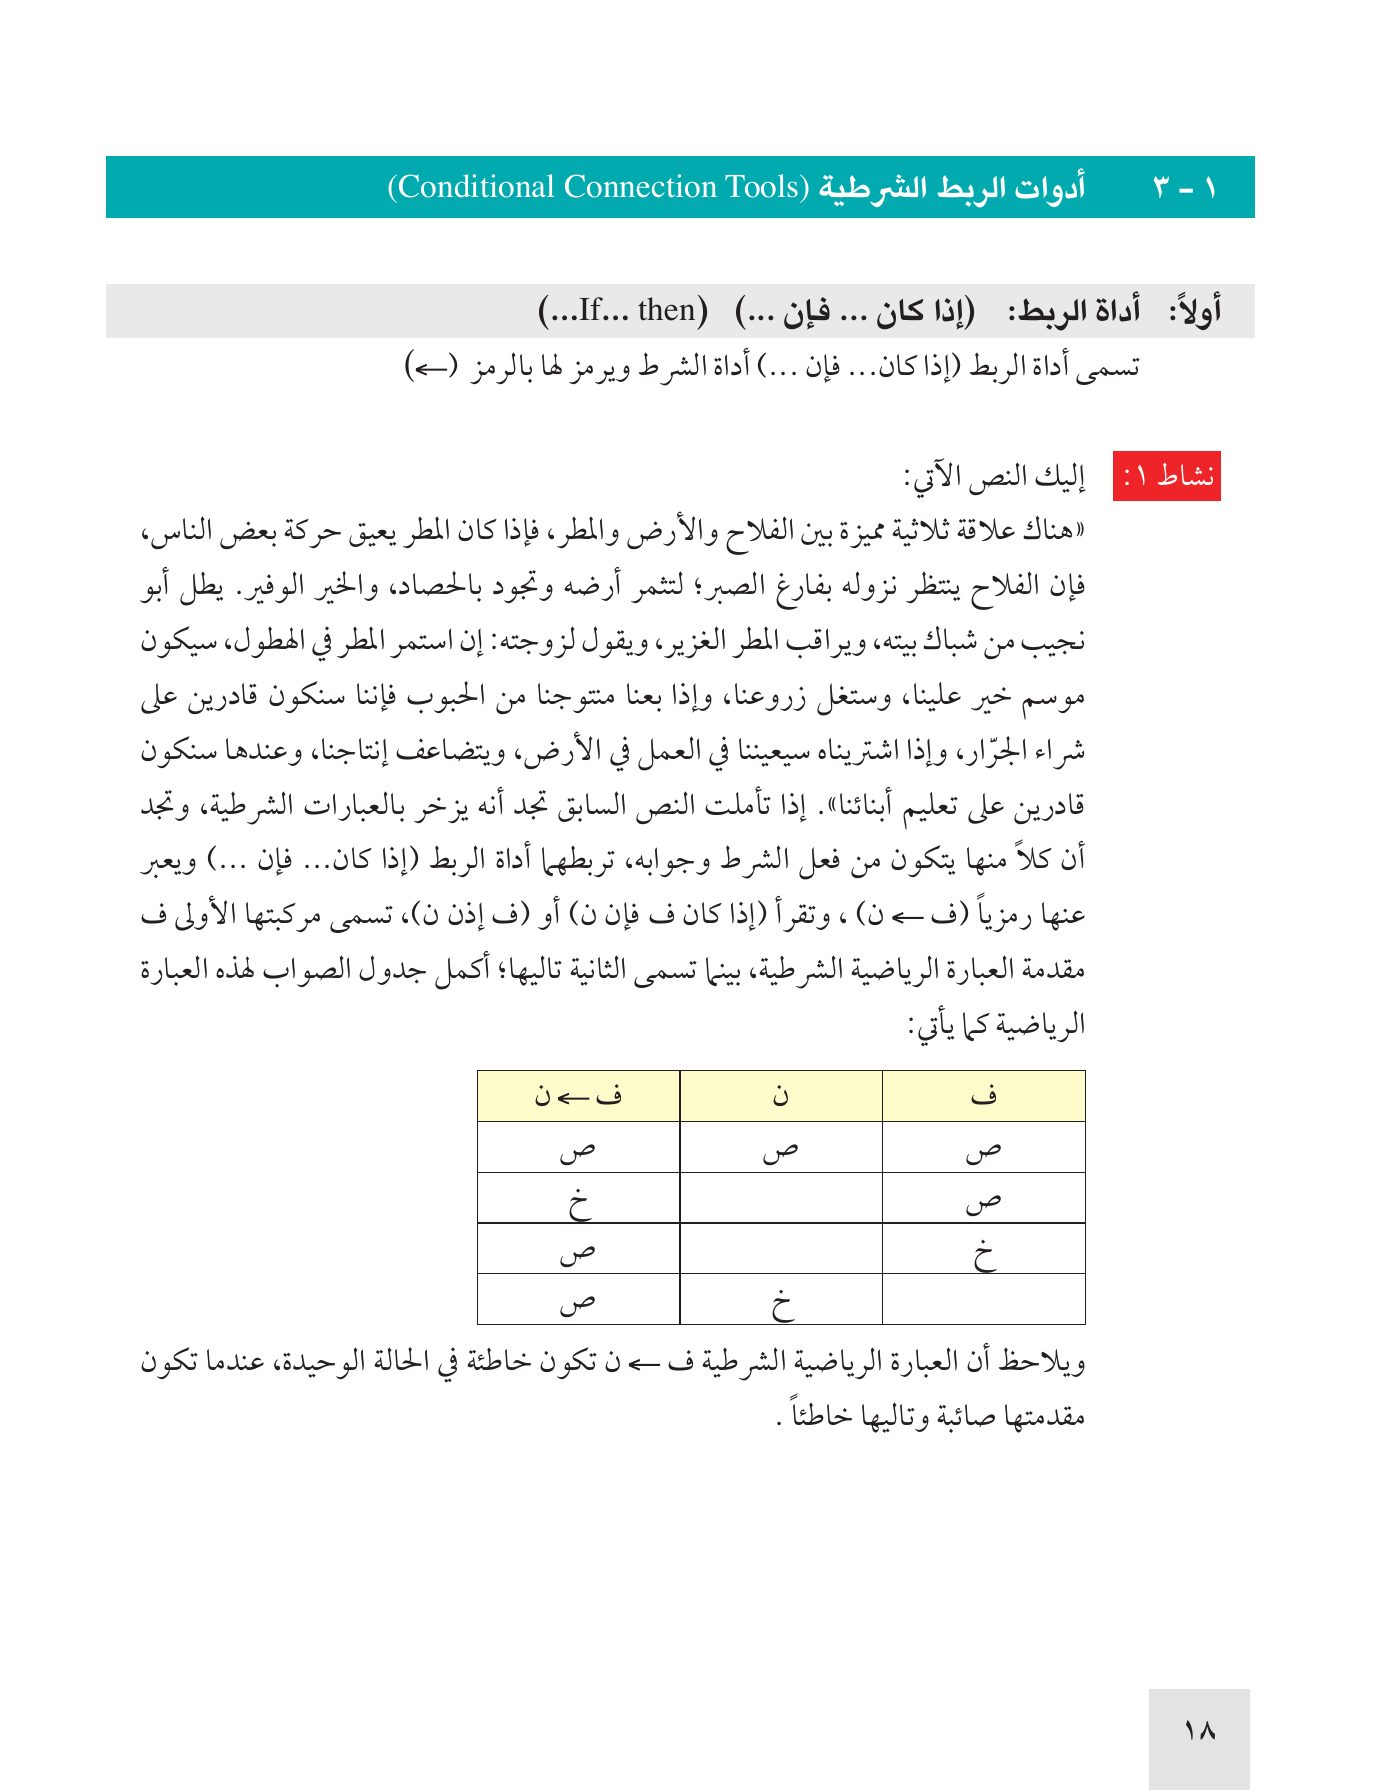 ١ - ٣ أدوات الربط الشرطية (Conditional Connection Tools)
أولاً: أداة الربط: (إذا كان ... فإن ...) (If... then...)
تسمى أداة الربط (إذا كان... فإن ...) أداة الشرط ويرمز لها بالرمز (←)
نشاط ١: إليك النص الآتي:
«هناك علاقة ثلاثية مميزة بين الفلاح والأرض والمطر، فإذا كان المطر يعيق حركة بعض الناس،
فإن الفلاح ينتظر نزوله بفارغ الصبر؛ لتثمر أرضه وتجود بالحصاد، والخير الوفير. يطل أبو
نجيب من شباك بيته، ويراقب المطر الغزير، ويقول لزوجته: إن استمر المطر في الهطول، سيكون
موسم خير علينا، وستغل زروعنا، وإذا بعنا منتوجنا من الحبوب فإننا سنكون قادرين على
شراء الجرّار، وإذا اشتريناه سيعيننا في العمل في الأرض، ويتضاعف إنتاجنا، وعندها سنكون
قادرين على تعليم أبنائنا». إذا تأملت النص السابق تجد أنه يزخر بالعبارات الشرطية، وتجد
أن كلاً منها يتكون من فعل الشرط وجوابه، تربطهما أداة الربط (إذا كان... فإن ...) ويعبر
عنها رمزياً (ف ← ن) ، وتقرأ (إذا كان ف فإن ن) أو (ف إذن ن)، تسمى مركبتها الأولى ف
مقدمة العبارة الرياضية الشرطية، بينما تسمى الثانية تاليها؛ أكمل جدول الصواب لهذه العبارة
الرياضية كما يأتي:
ف ن ف ← ن
ص ص ص
ص خ
خ ص
خ ص
ويلاحظ أن العبارة الرياضية الشرطية ف ← ن تكون خاطئة في الحالة الوحيدة، عندما تكون
مقدمتها صائبة وتاليها خاطئاً .
١٨